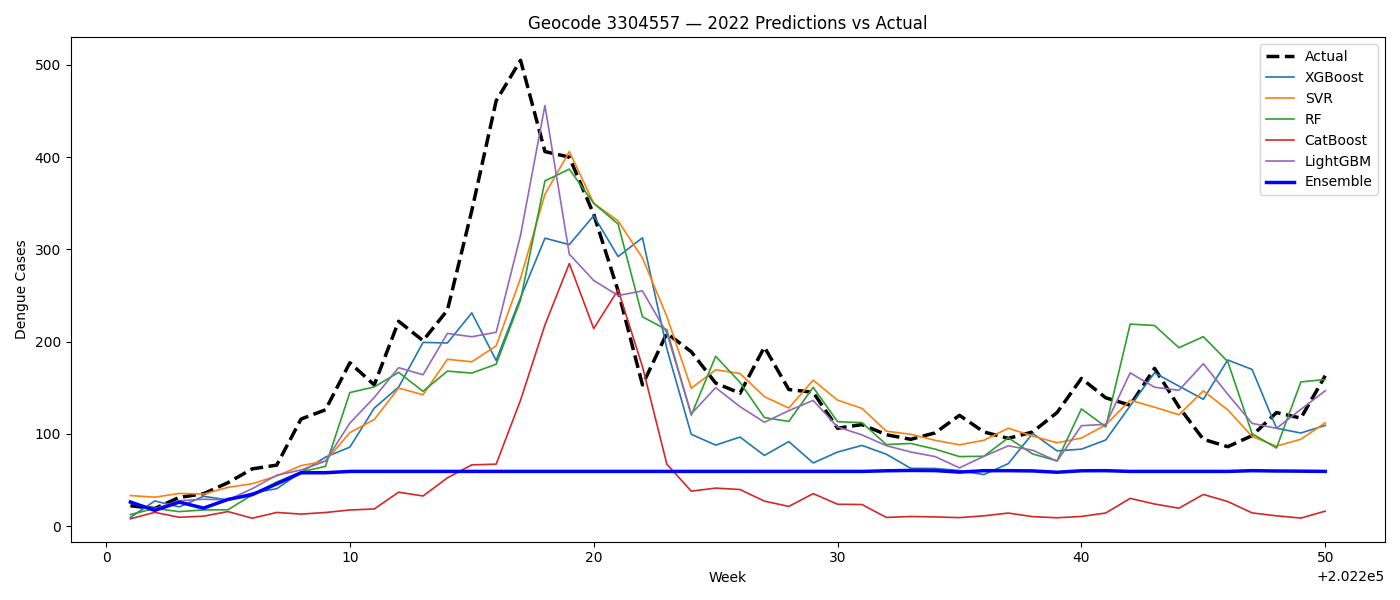 Geocode 3304557 — 2022 Predictions vs Actual
Dengue Cases
500
400
300
200
100
0
0
10
20
30
40
50
+2.022e5
Week
Actual
XGBoost
SVR
RF
CatBoost
LightGBM
Ensemble